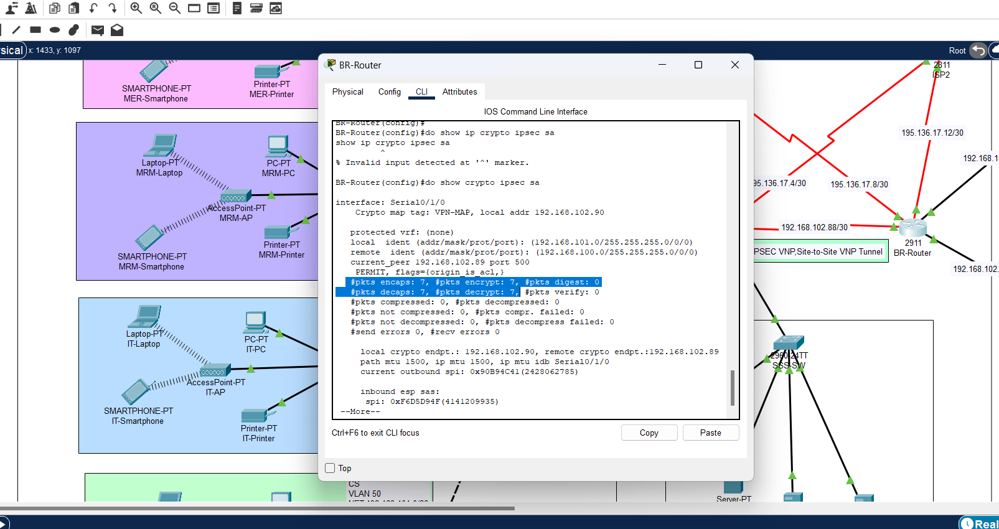 sical
x: 1433, y: 1097
Root
SMARTPHONE-PT
MER-Smartphone
Printer-PT
MER-Printer
Laptop-PT
MRM-Laptop
PC-PT
MRM-PC
AccessPoint-PT
MRM-AP
SMARTPHONE-PT
MRM-Smartphone
Printer-PT
MRM-Printer
Laptop-PT
IT-Laptop
PC-PT
IT-PC
AccessPoint-PT
IT-AP
SMARTPHONE-PT
IT-Smartphone
Printer-PT
IT-Printer
CS
VLAN 50
BR-Router
Physical
Config
CLI
Attributes
IOS Command Line Interface
BR-Router(config)#
BR-Router(config)#do show ip crypto ipsec sa
show ip crypto ipsec sa
^
% Invalid input detected at '^' marker.
BR-Router(config)#do show crypto ipsec sa
interface: Serial0/1/0
Crypto map tag: VPN-MAP, local addr 192.168.102.90
protected vrf: (none)
local  ident (addr/mask/prot/port): (192.168.101.0/255.255.255.0/0/0)
remote  ident (addr/mask/prot/port): (192.168.100.0/255.255.255.0/0/0)
current_peer 192.168.102.89 port 500
PERMIT, flags={origin_is_acl,}
#pkts encaps: 7, #pkts encrypt: 7, #pkts digest: 0
#pkts decaps: 7, #pkts decrypt: 7, #pkts verify: 0
#pkts compressed: 0, #pkts decompressed: 0
#pkts not compressed: 0, #pkts compr. failed: 0
#pkts not decompressed: 0, #pkts decompress failed: 0
#send errors 0, #recv errors 0
local crypto endpt.: 192.168.102.90, remote crypto endpt.:192.168.102.89
path mtu 1500, ip mtu 1500, ip mtu idb Serial0/1/0
current outbound spi: 0x90B94C41(2428062785)
inbound esp sas:
spi: 0xF6D5D94F(4141209935)
--More--
Ctrl+F6 to exit CLI focus
Copy
Paste
Top
2811
ISP2
195.136.17.12/30
192.168.1
95.136.17.4/30
195.136.17.8/30
192.168.102.88/30
2911
BR-Router
PSEC VNP,Site-to-Site VNP Tunnel
192.168.102.
2960-24TT
SSS-SW
Server-PT
Real